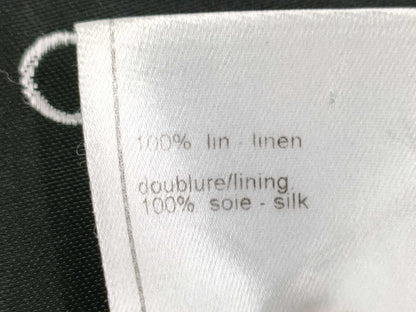 100% lin - linen
doublure/lining
100% soie - silk